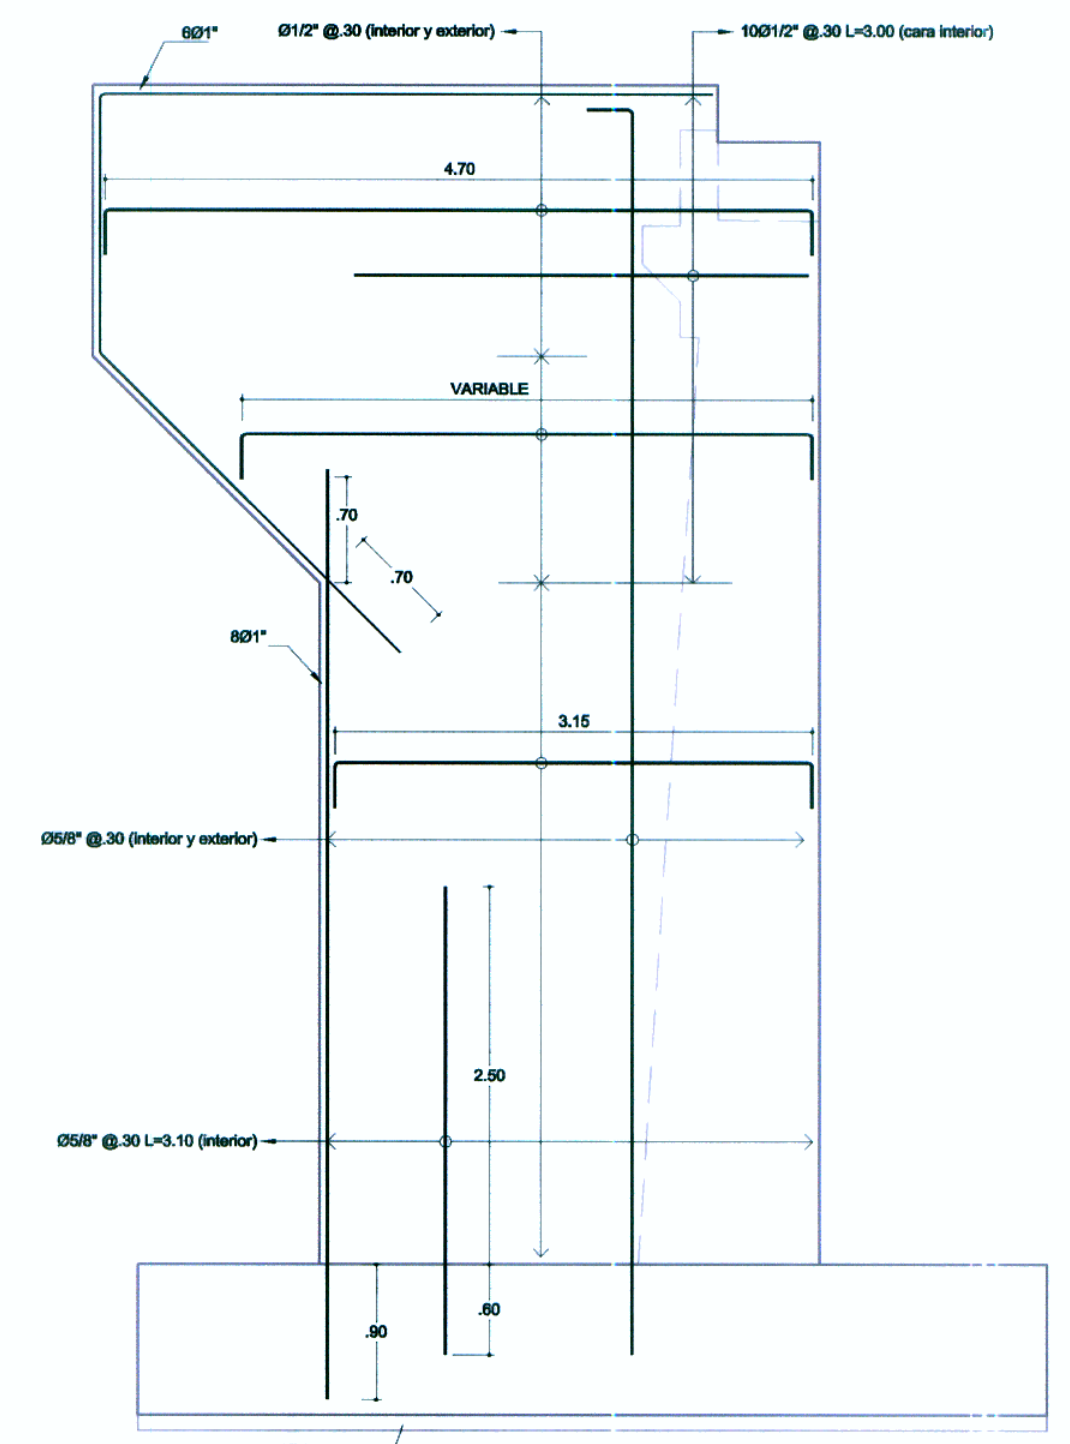 6Ø1"
Ø1/2" @.30 (interior y exterior)
10Ø1/2" @.30 L=3.00 (cara interior)
4.70
VARIABLE
.70
.70
8Ø1"
3.15
Ø5/8" @.30 (interior y exterior)
2.50
Ø5/8" @.30 L=3.10 (interior)
.60
.90